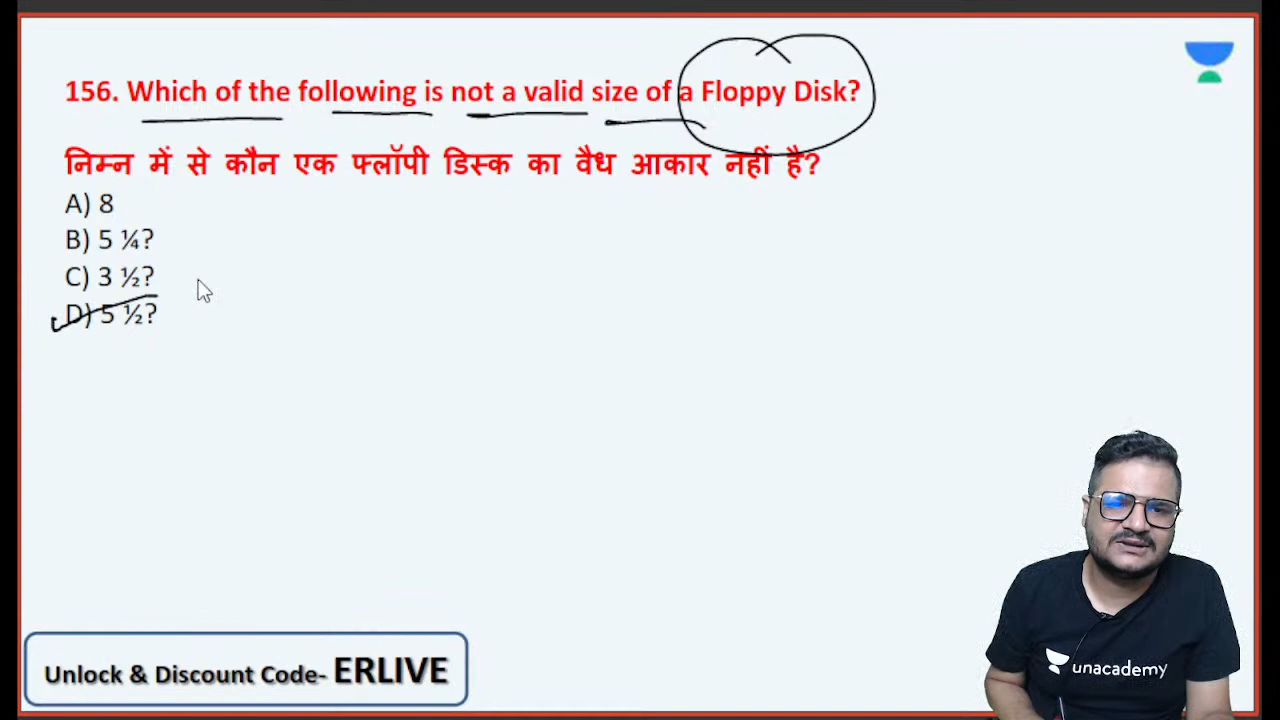 156. Which of the following is not a valid size of a Floppy Disk?
निम्न में से कौन एक फ्लॉपी डिस्क का वैध आकार नहीं है?
A) 8
B) 5 ¼?
C) 3 ½?
D) 5 ½?
unacademy
Unlock & Discount Code- ERLIVE